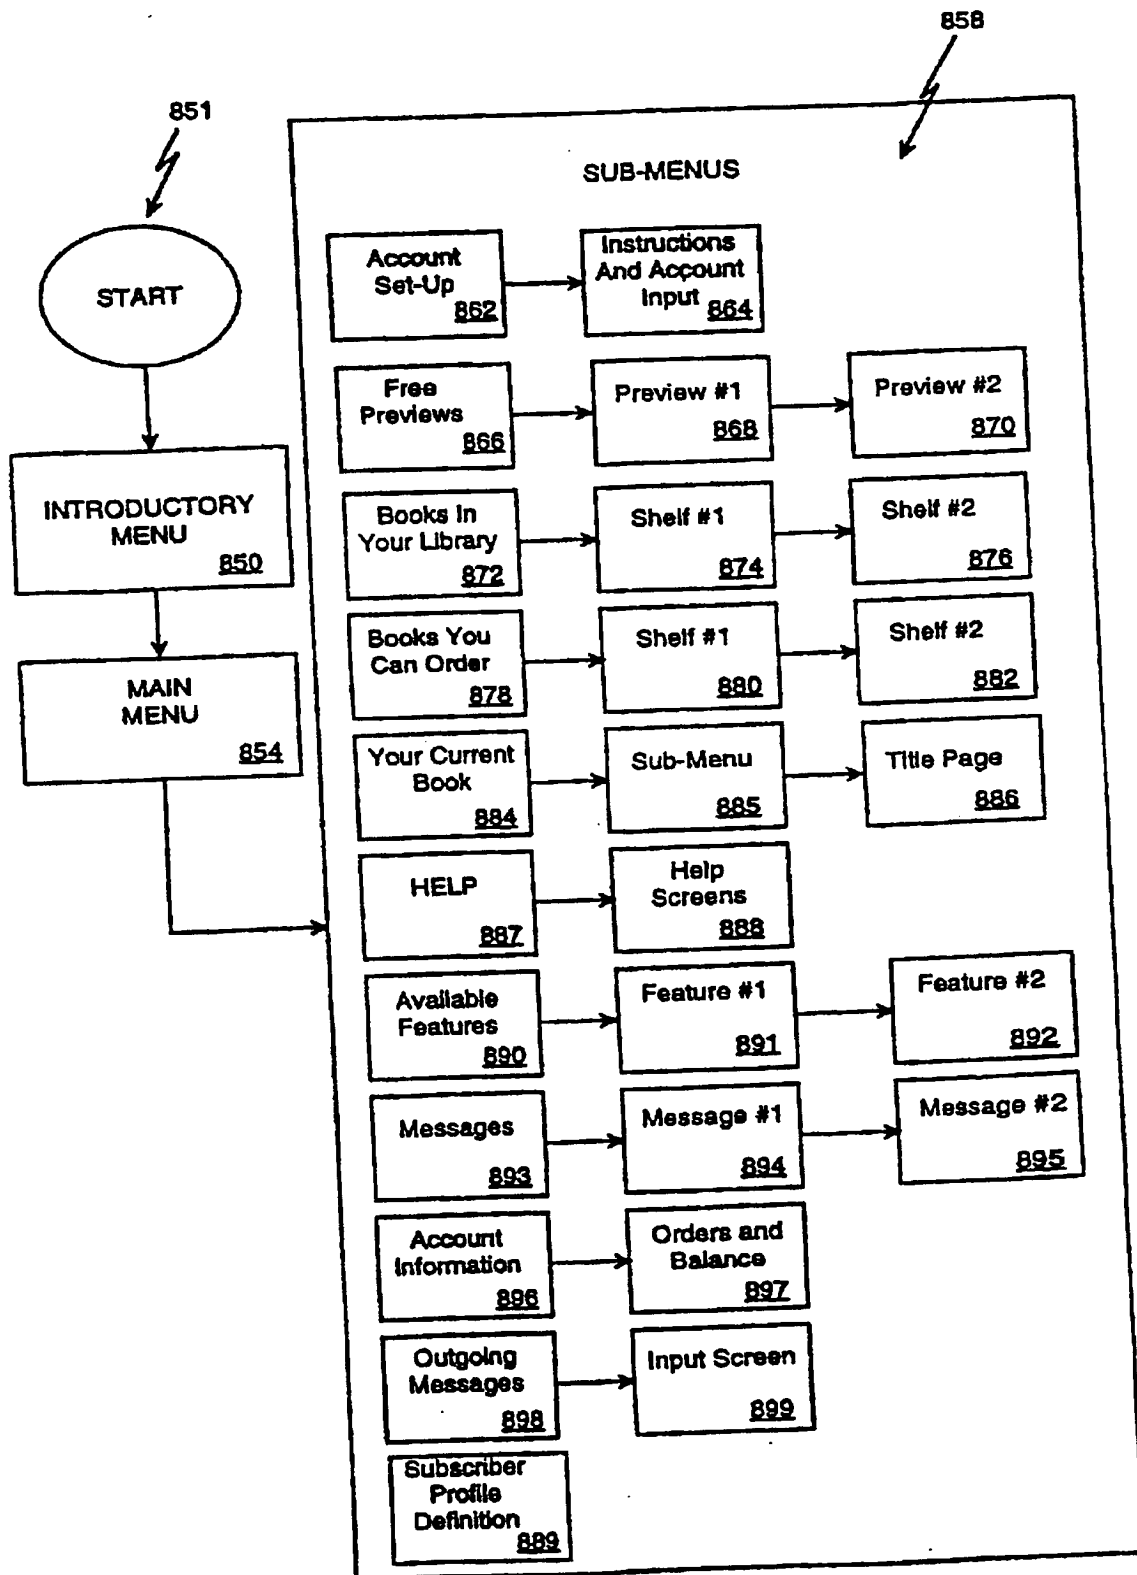 858
851
SUB-MENUS
START
Account
Set-Up
862
Instructions
And Account
Input
864
Free
Previews
866
Preview #1
868
Preview #2
870
INTRODUCTORY
MENU
850
Books In
Your Library
872
Shelf #1
874
Shelf #2
876
MAIN
MENU
854
Books You
Can Order
878
Shelf #1
880
Shelf #2
882
Your Current
Book
884
Sub-Menu
885
Title Page
886
HELP
887
Help
Screens
888
Available
Features
890
Feature #1
891
Feature #2
892
Messages
893
Message #1
894
Message #2
895
Account
Information
896
Orders and
Balance
897
Outgoing
Messages
898
Input Screen
899
Subscriber
Profile
Definition
889